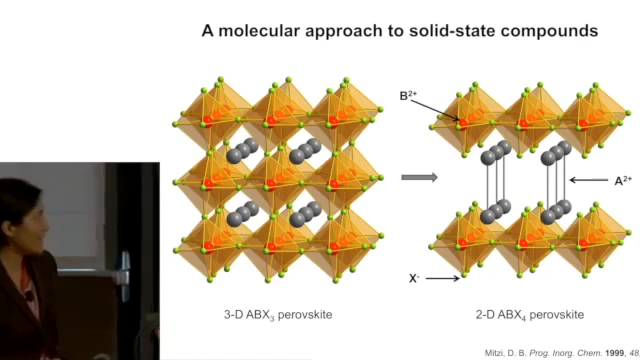 A molecular approach to solid-state compounds
B²⁺
A²⁺
X⁻
3-D ABX₃ perovskite
2-D ABX₄ perovskite
Mitzi, D. B. Prog. Inorg. Chem. 1999, 48,